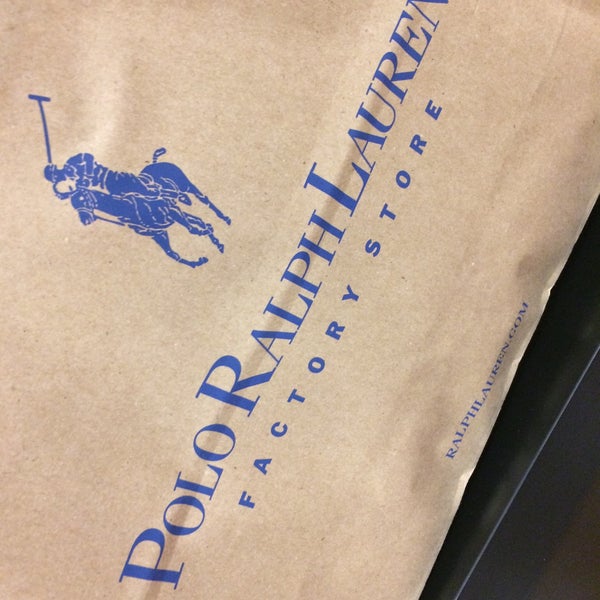 POLO RALPH LAUREN
FACTORY STORE
RALPHLAUREN.COM